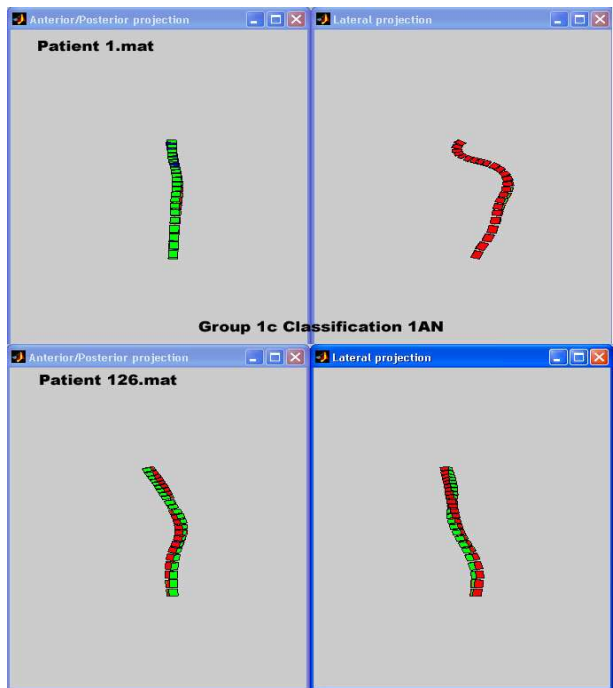 Anterior/Posterior projection
Lateral projection
Patient 1.mat
Group 1c Classification 1AN
Anterior/Posterior projection
Lateral projection
Patient 126.mat